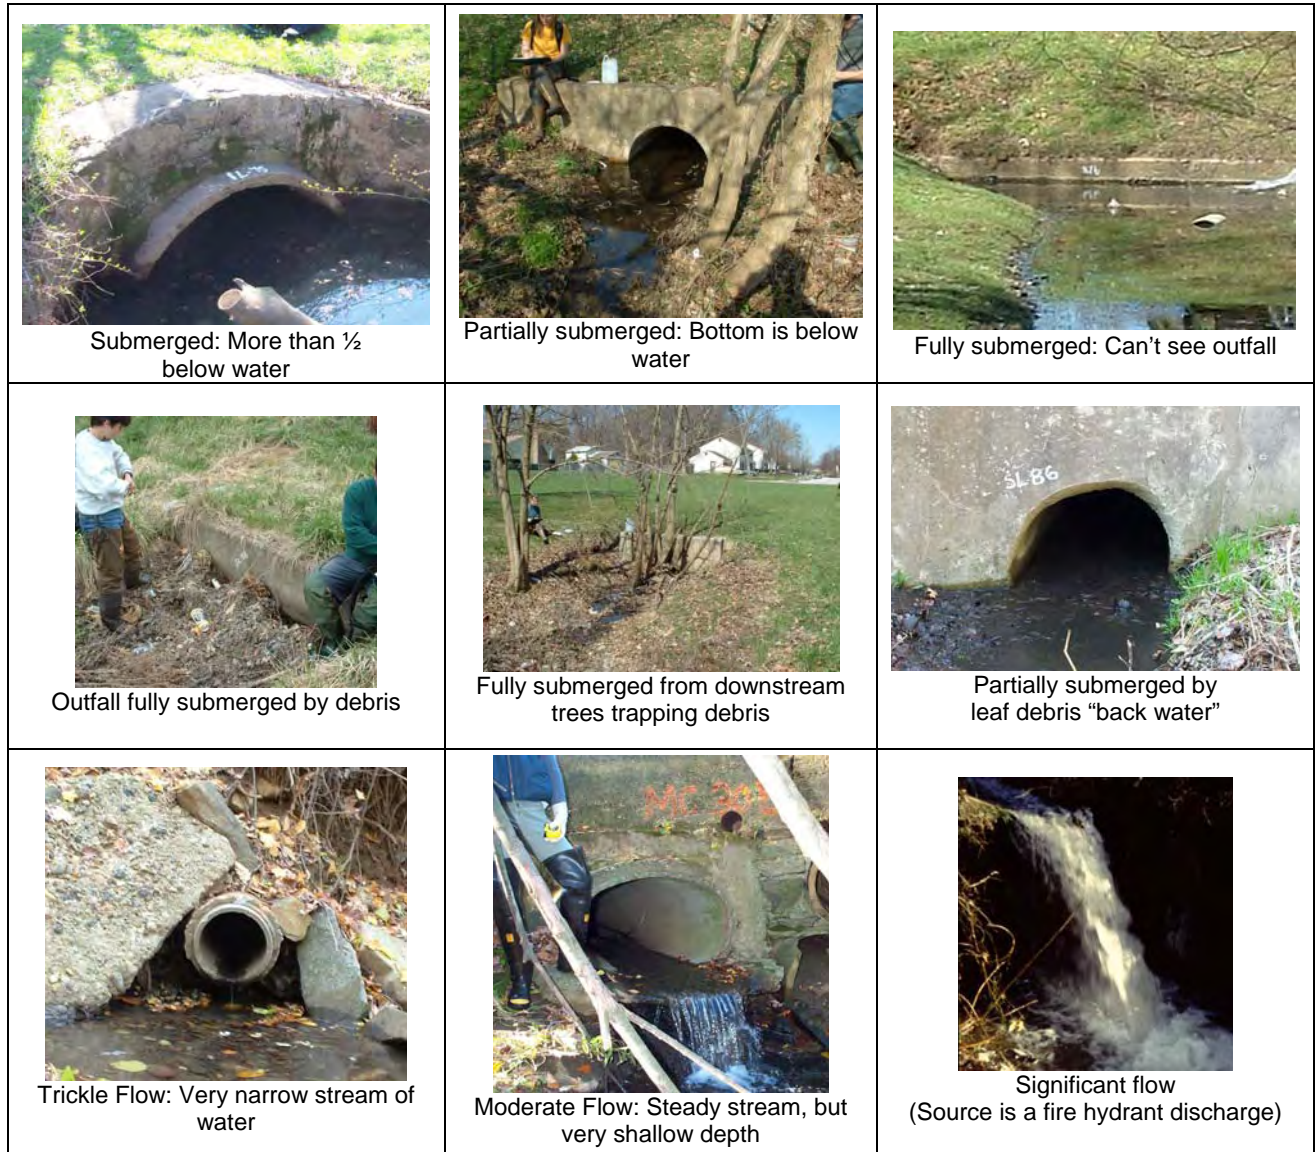 Submerged: More than ½
below water
Partially submerged: Bottom is below
water
SL86
Fully submerged: Can't see outfall
Outfall fully submerged by debris
Fully submerged from downstream
trees trapping debris
Partially submerged by
leaf debris “back water”
MC
Trickle Flow: Very narrow stream of
water
Moderate Flow: Steady stream, but
very shallow depth
Significant flow
(Source is a fire hydrant discharge)